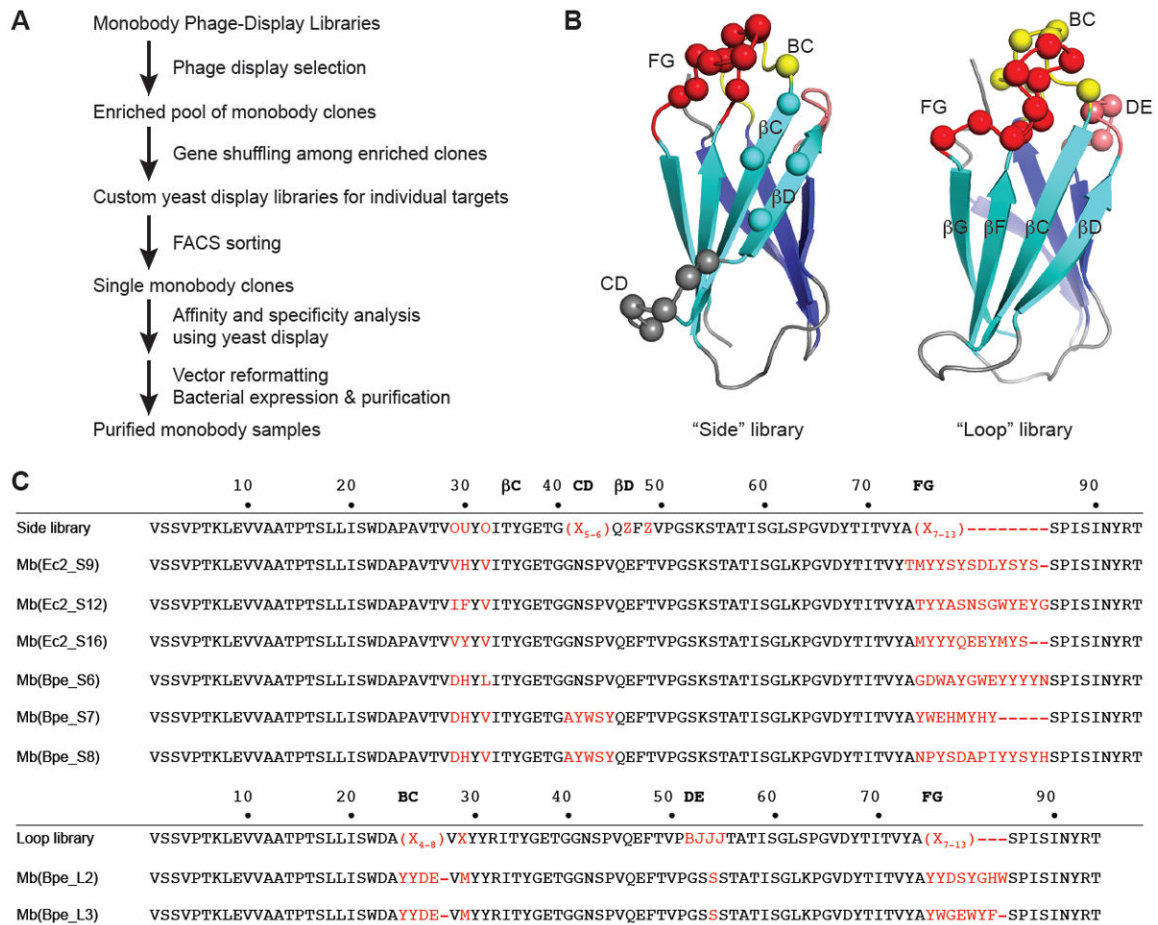 A
Monobody Phage-Display Libraries
Phage display selection
Enriched pool of monobody clones
Gene shuffling among enriched clones
Custom yeast display libraries for individual targets
FACS sorting
Single monobody clones
Affinity and specificity analysis
using yeast display
Vector reformatting
Bacterial expression & purification
Purified monobody samples
B
FG
BC
βC
βD
CD
"Side" library
BC
FG
DE
βG βF βC βD
"Loop" library
C
10 20 30 βC 40 CD βD 50 60 70 FG 90
Side library VSSVPTKLEVVAATPTSLLISWDAPAVTVOUYOITYGETG(X5-6)QZFZVPGSKSTATISGLSPGVDYTITVYA(X7-13)--------SPISINYRT
Mb(Ec2_S9) VSSVPTKLEVVAATPTSLLISWDAPAVTVVHYVITYGETGGNSPVQEFTVPGSKSTATISGLKPGVDYTITVYTMYYSYSDLYSYS-SPISINYRT
Mb(Ec2_S12) VSSVPTKLEVVAATPTSLLISWDAPAVTVIFYVITYGETGGNSPVQEFTVPGSKSTATISGLKPGVDYTITVYATYYASNSGWYEYGSPISINYRT
Mb(Ec2_S16) VSSVPTKLEVVAATPTSLLISWDAPAVTVVYYVITYGETGGNSPVQEFTVPGSKSTATISGLKPGVDYTITVYAMYYYQEEYMYS--SPISINYRT
Mb(Bpe_S6) VSSVPTKLEVVAATPTSLLISWDAPAVTVDHYLITYGETGGNSPVQEFTVPGSKSTATISGLKPGVDYTITVYAGDWAYGWEYYYYNSPISINYRT
Mb(Bpe_S7) VSSVPTKLEVVAATPTSLLISWDAPAVTVDHYVITYGETGAYWSYQEFTVPGSKSTATISGLKPGVDYTITVYAYWEHMYHY-----SPISINYRT
Mb(Bpe_S8) VSSVPTKLEVVAATPTSLLISWDAPAVTVDHYVITYGETGAYWSYQEFTVPGSKSTATISGLKPGVDYTITVYANPYSDAPIYYSYHSPISINYRT
10 20 BC 30 40 50 DE 60 70 FG 90
Loop library VSSVPTKLEVVAATPTSLLISWDA(X4-8)VXYYRITYGETGGNSPVQEFTVPBJJJTATISGLSPGVDYTITVYA(X7-13)---SPISINYRT
Mb(Bpe_L2) VSSVPTKLEVVAATPTSLLISWDAYYDE-VMYYRITYGETGGNSPVQEFTVPGSSSTATISGLSPGVDYTITVYAYYDSYGHWSPISINYRT
Mb(Bpe_L3) VSSVPTKLEVVAATPTSLLISWDAYYDE-VMYYRITYGETGGNSPVQEFTVPGSSSTATISGLSPGVDYTITVYAYWGEWYF-SPISINYRT